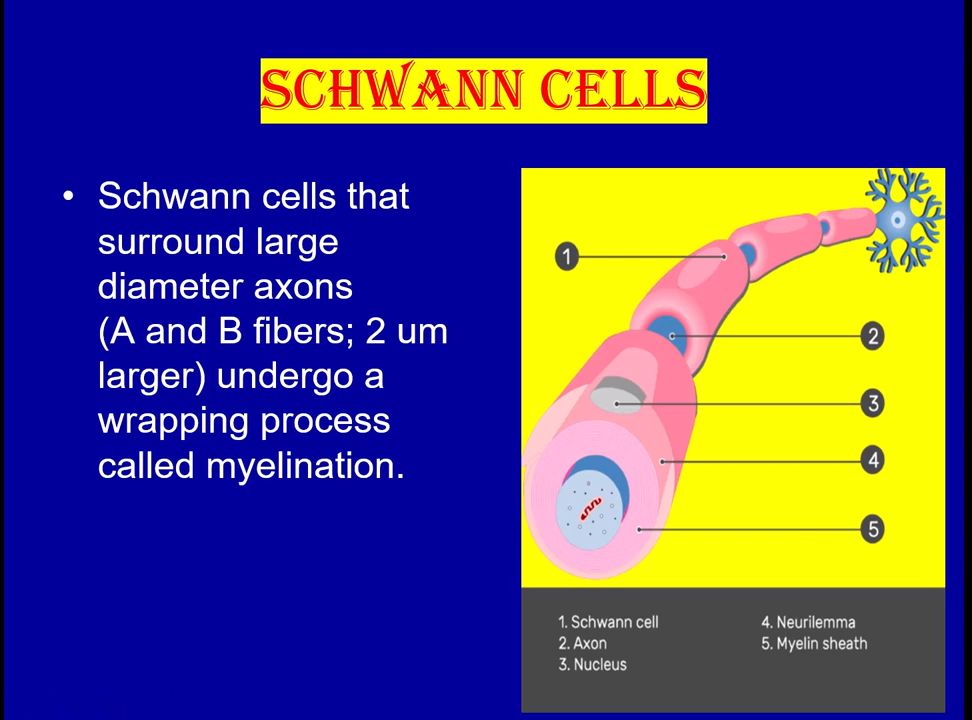 SCHWANN CELLS
• Schwann cells that
surround large
diameter axons
(A and B fibers; 2 um
larger) undergo a
wrapping process
called myelination.
1
2
3
4
5
1. Schwann cell
2. Axon
3. Nucleus
4. Neurilemma
5. Myelin sheath